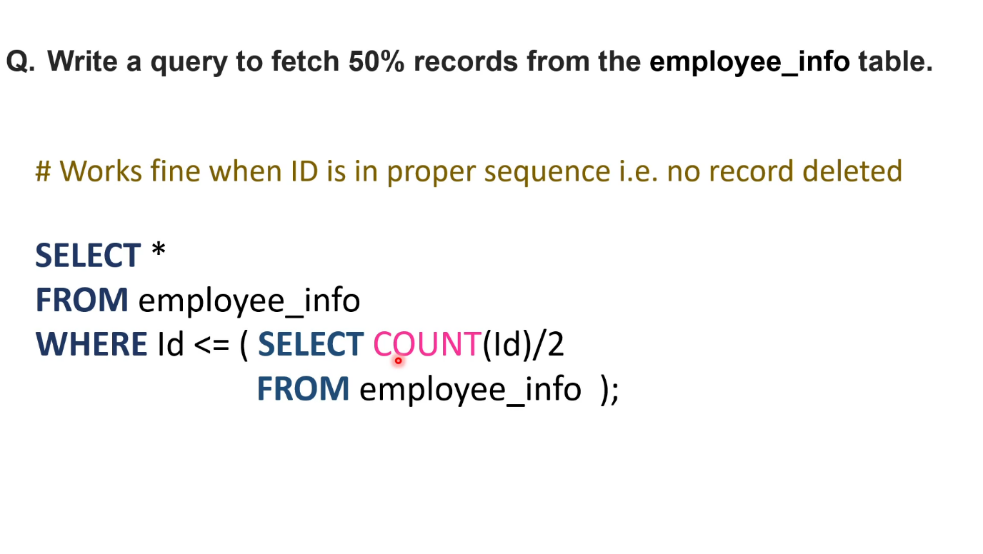 Q. Write a query to fetch 50% records from the employee_info table.
# Works fine when ID is in proper sequence i.e. no record deleted
SELECT *
FROM employee_info
WHERE Id <= ( SELECT COUNT(Id)/2
FROM employee_info );